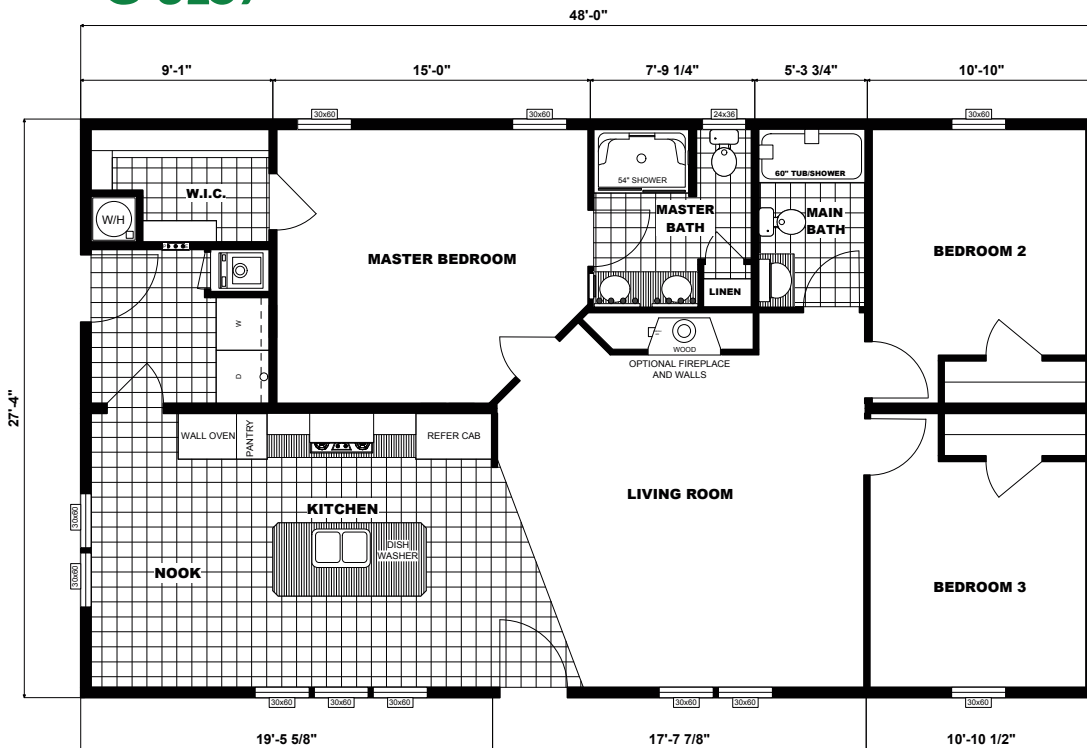 48'-0"
9'-1"
15'-0"
7'-9 1/4"
5'-3 3/4"
10'-10"
30x60
30x60
24x36
30x60
27'-4"
W.I.C.
W/H
MASTER BEDROOM
54" SHOWER
MASTER
BATH
LINEN
60" TUB/SHOWER
MAIN
BATH
BEDROOM 2
W
D
WOOD
OPTIONAL FIREPLACE
AND WALLS
WALL OVEN
PANTRY
REFER CAB
KITCHEN
DISH
WASHER
NOOK
LIVING ROOM
BEDROOM 3
30x60
30x60
30x60
30x60
30x60
30x60
30x60
30x60
19'-5 5/8"
17'-7 7/8"
10'-10 1/2"